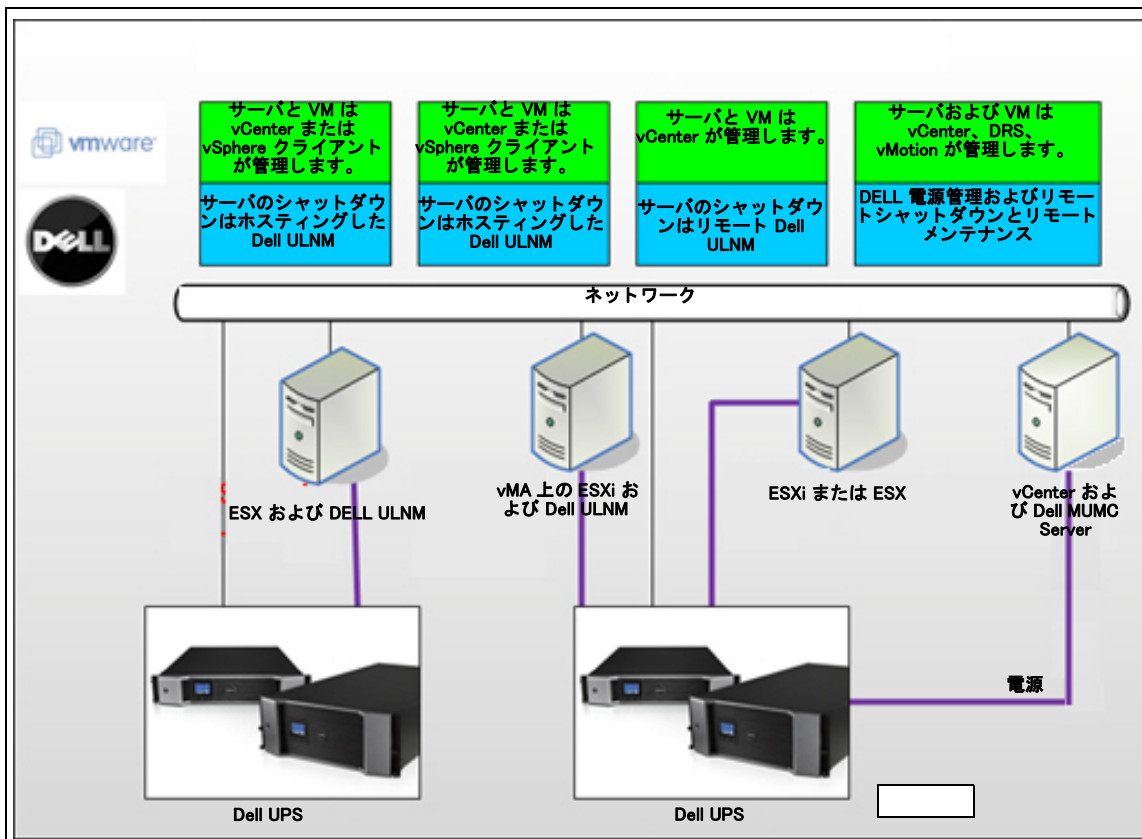 サーバと VM は
vCenter または
vSphere クライアント
が管理します。
サーバと VM は
vCenter または
vSphere クライアント
が管理します。
サーバと VM は
vCenter が管理します。
サーバおよび VM は
vCenter、DRS、
vMotion が管理します。
vmware
サーバのシャットダウ
ンはホスティングした
Dell ULNM
サーバのシャットダウ
ンはホスティングした
Dell ULNM
サーバのシャットダウ
ンはリモート Dell
ULNM
DELL 電源管理およびリモー
トシャットダウンとリモート
メンテナンス
DELL
ネットワーク
ESX および DELL ULNM
vMA 上の ESXi お
よび Dell ULNM
ESXi または ESX
vCenter およ
び Dell MUMC
Server
電源
Dell UPS
Dell UPS